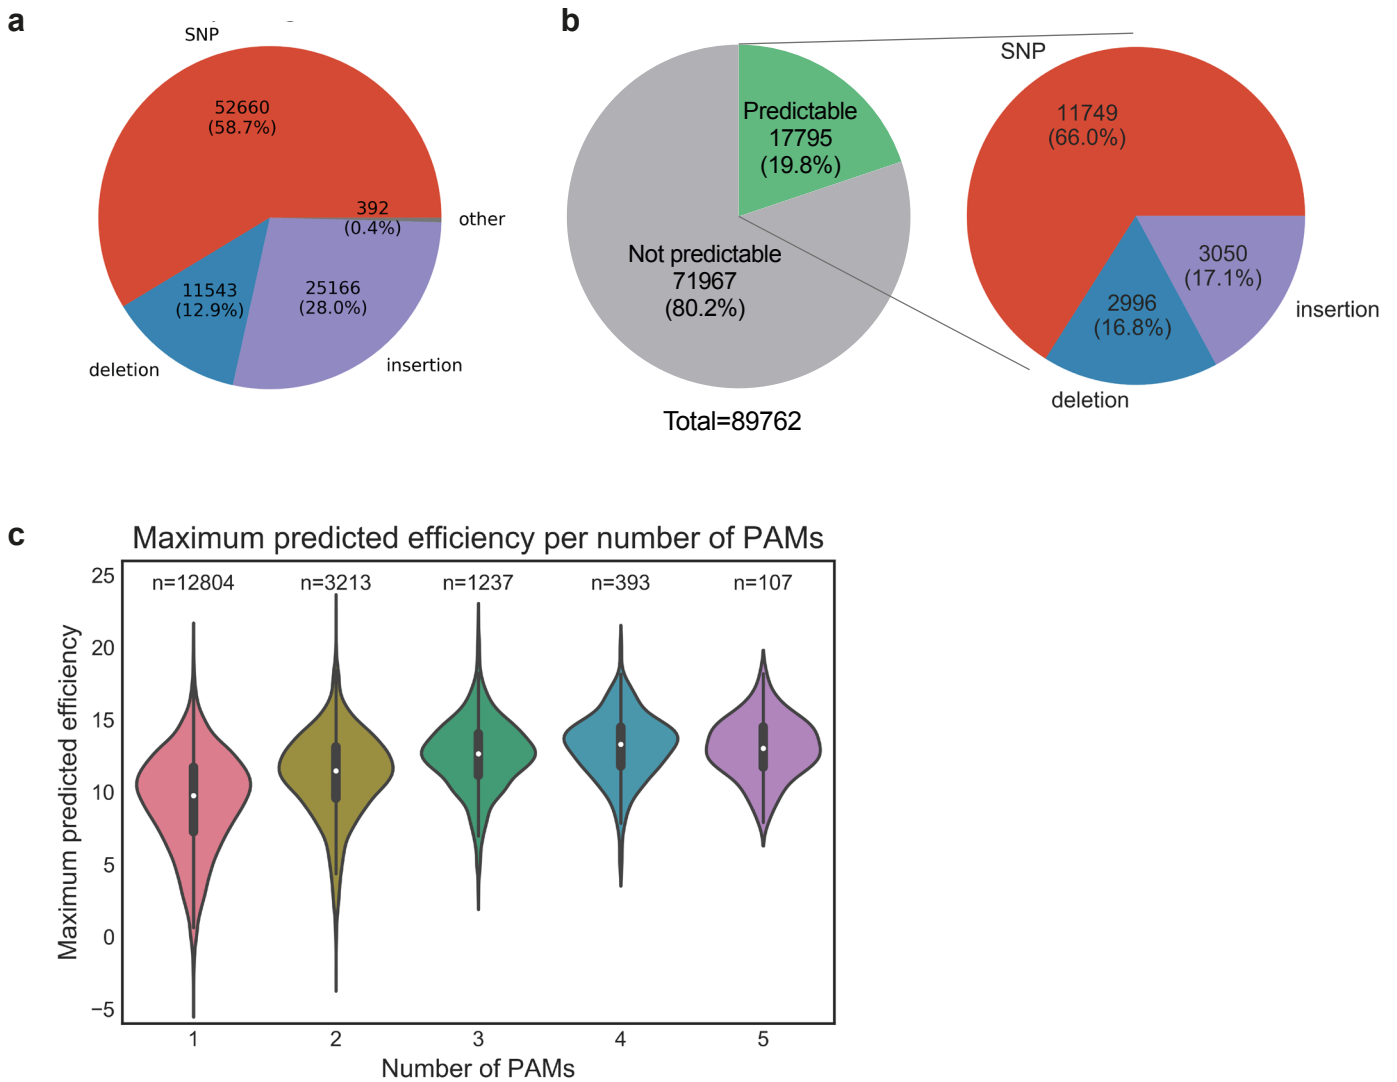 a
SNP
52660
(58.7%)
392
(0.4%)
other
11543
(12.9%)
25166
(28.0%)
deletion
insertion
b
Predictable
17795
(19.8%)
Not predictable
71967
(80.2%)
Total=89762
SNP
11749
(66.0%)
3050
(17.1%)
2996
(16.8%)
insertion
deletion
c
Maximum predicted efficiency per number of PAMs
n=12804 n=3213 n=1237 n=393 n=107
Maximum predicted efficiency
25
20
15
10
5
0
−5
1 2 3 4 5
Number of PAMs